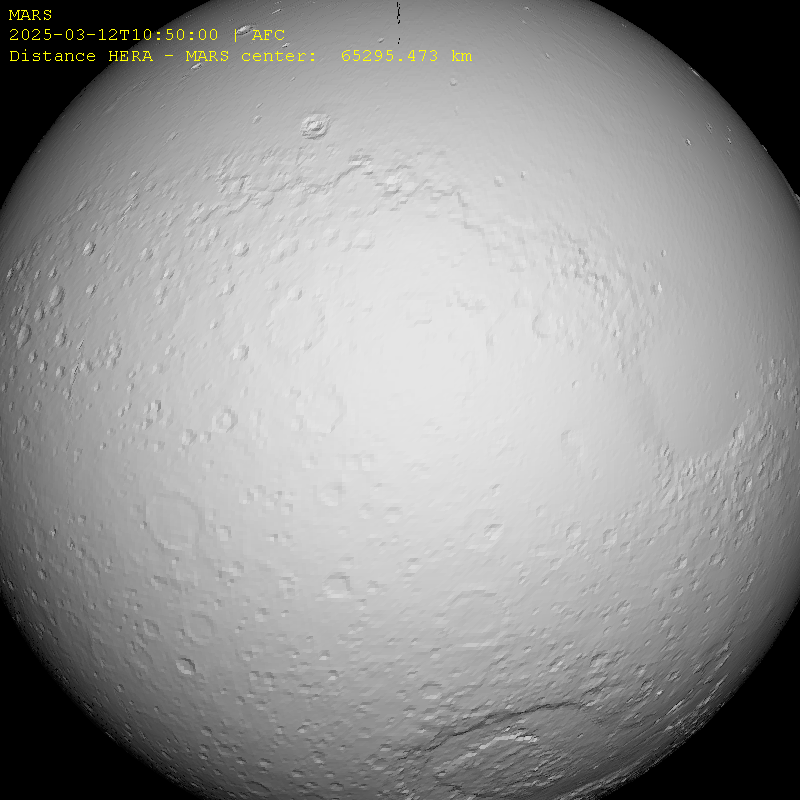 MARS
2025-03-12T10:50:00 | AFC
Distance HERA - MARS center:  65295.473 km